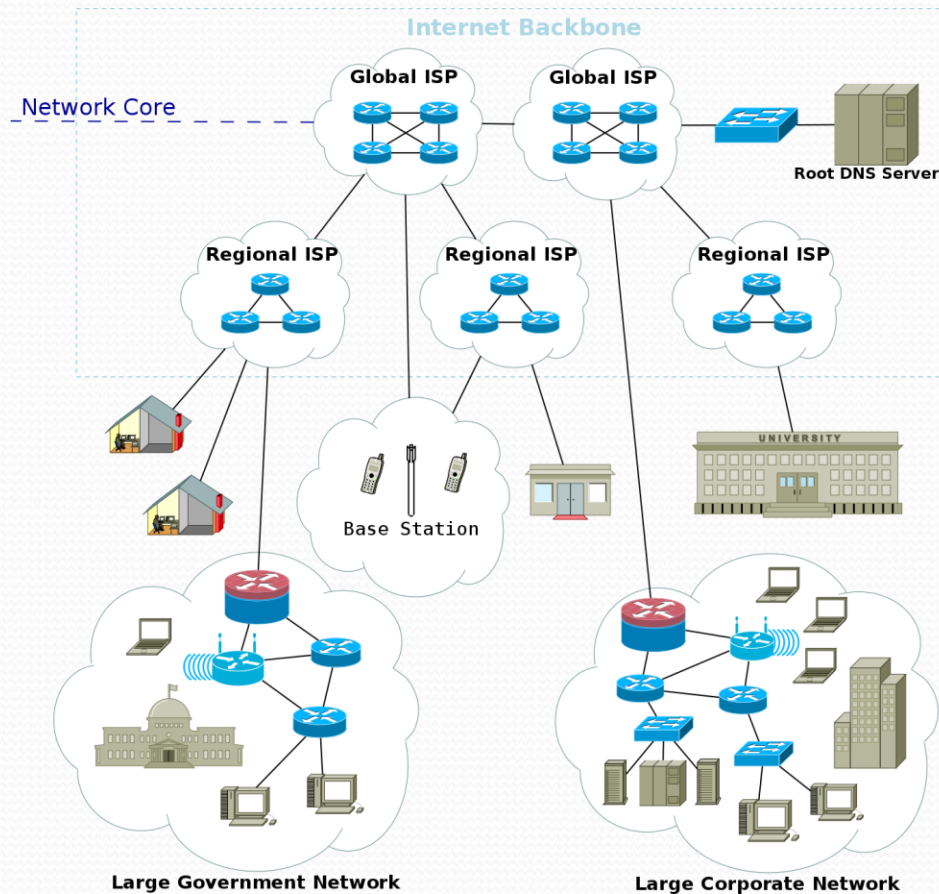 Internet Backbone
Global ISP
Global ISP
Network Core
Root DNS Server
Regional ISP
Regional ISP
Regional ISP
UNIVERSITY
Base Station
Large Government Network
Large Corporate Network